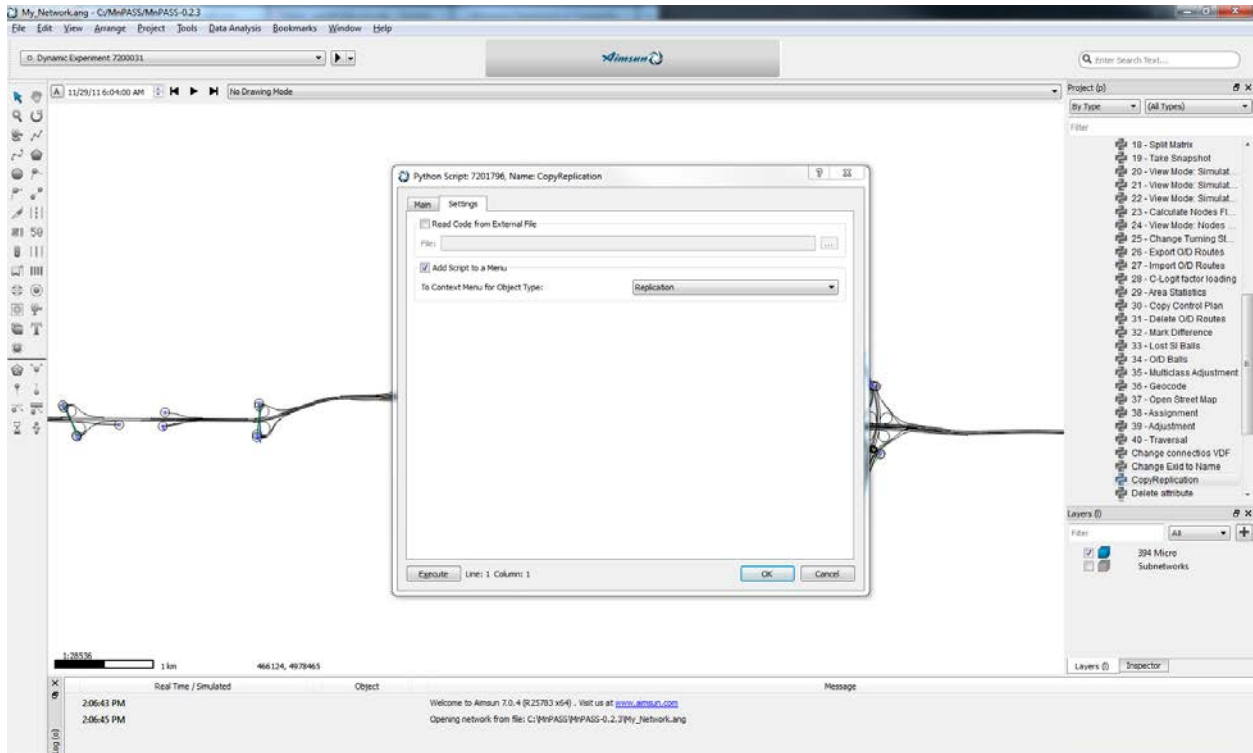 My_Network.ang - C:/MnPASS/MnPASS-0.2.3
File Edit View Arrange Project Tools Data Analysis Bookmarks Window Help
Dynamic Experiment 7200031
Aimsun
Enter Search Text...
A 11/29/11 6:04:00 AM No Drawing Mode
Project (p)
By Type (All Types)
Filter
18 - Split Matrix
19 - Take Snapshot
20 - View Mode: Simulat...
21 - View Mode: Simulat...
22 - View Mode: Simulat...
23 - Calculate Nodes Fl...
24 - View Mode: Nodes ...
25 - Change Turning St...
26 - Export O/D Routes
27 - Import O/D Routes
28 - C-Logit factor loading
29 - Area Statistics
30 - Copy Control Plan
31 - Delete O/D Routes
32 - Mark Difference
33 - Lost SI Balls
34 - O/D Balls
35 - Multiclass Adjustment
36 - Geocode
37 - Open Street Map
38 - Assignment
39 - Adjustment
40 - Traversal
Change connectios VDF
Change Exid to Name
CopyReplication
Delete attribute
Python Script: 7201796, Name: CopyReplication
Main Settings
Read Code from External File
File: ...
Add Script to a Menu
To Context Menu for Object Type: Replication
Execute Line: 1 Column: 1 OK Cancel
Layers (l)
Filter All
394 Micro
Subnetworks
Layers (l) Inspector
1:28536
1 km 466124, 4978465
Real Time / Simulated Object Message
2:06:43 PM Welcome to Aimsun 7.0.4 (R25783 x64) . Visit us at www.aimsun.com
2:06:45 PM Opening network from file: C:\MnPASS\MnPASS-0.2.3\My_Network.ang
Log (o)